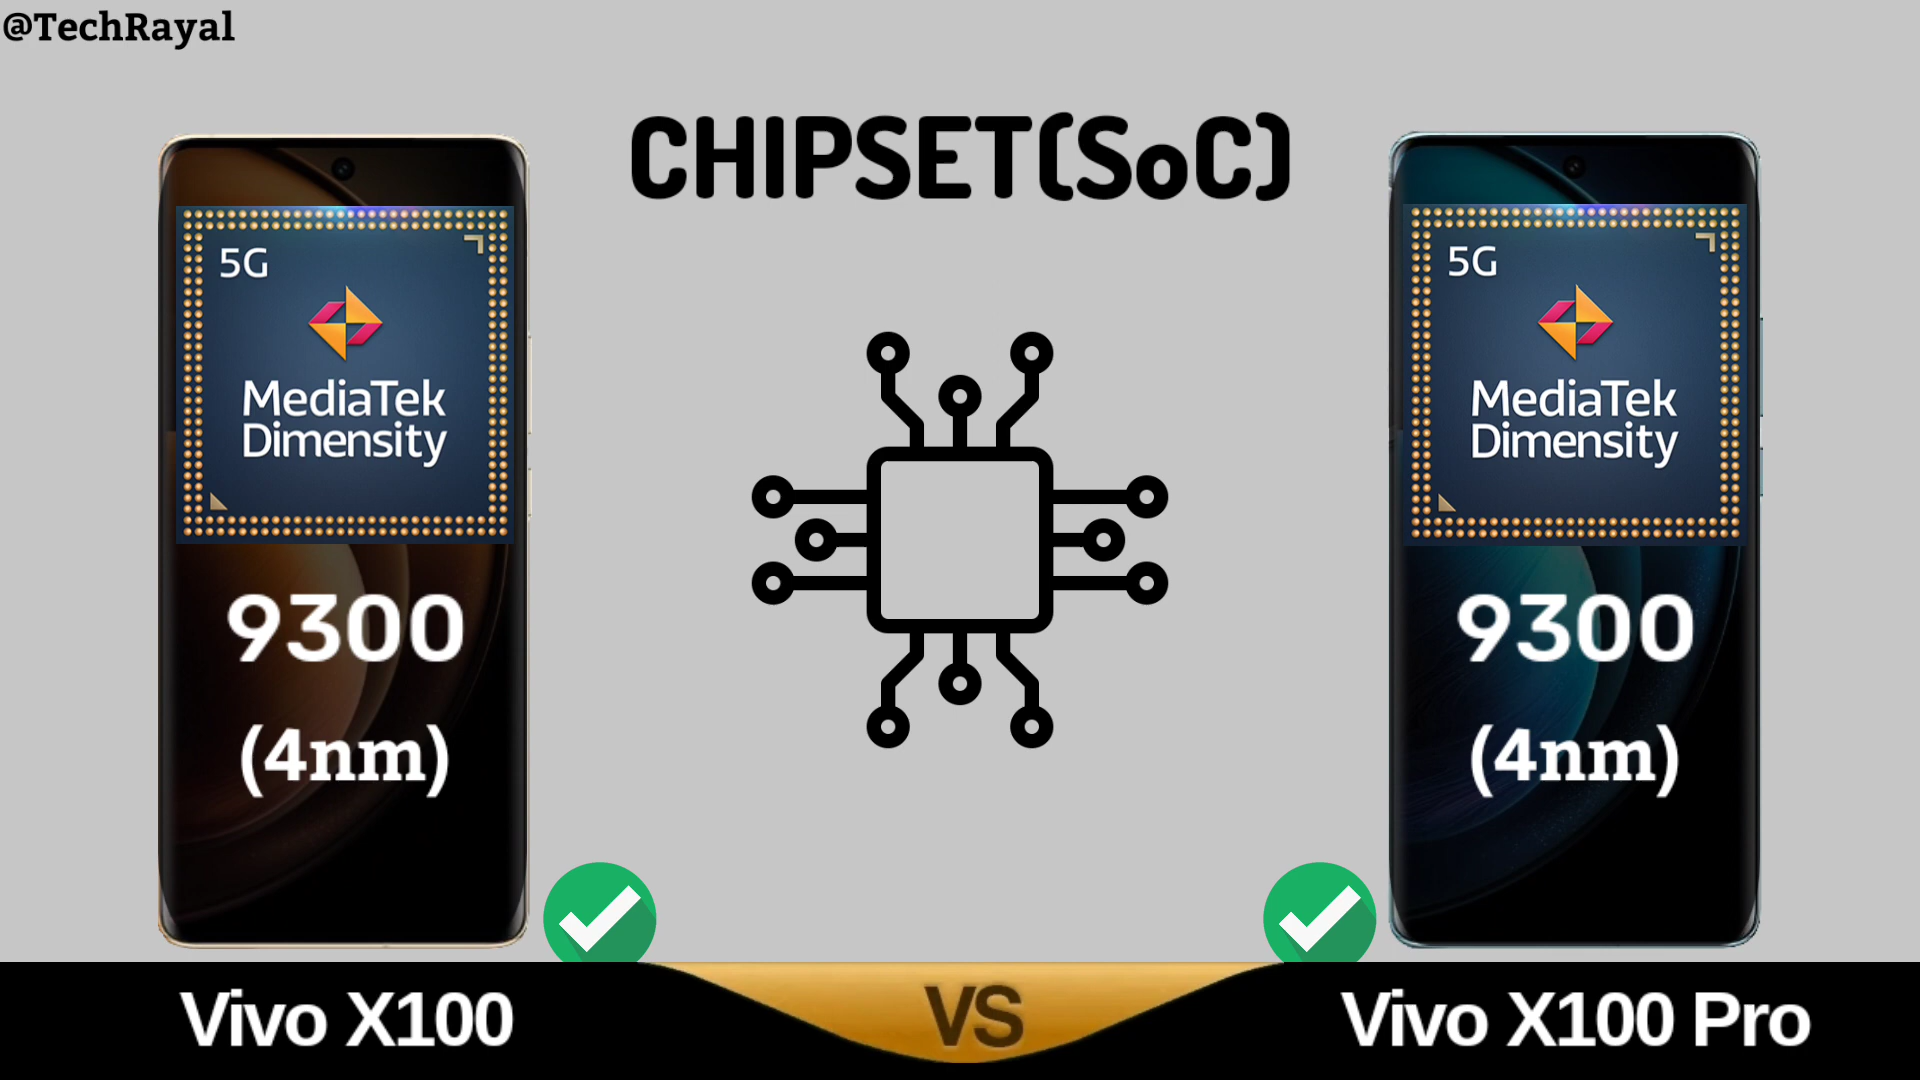 @TechRayal
CHIPSET(SoC)
5G
MediaTek
Dimensity
9300
(4nm)
5G
MediaTek
Dimensity
9300
(4nm)
Vivo X100
VS
Vivo X100 Pro